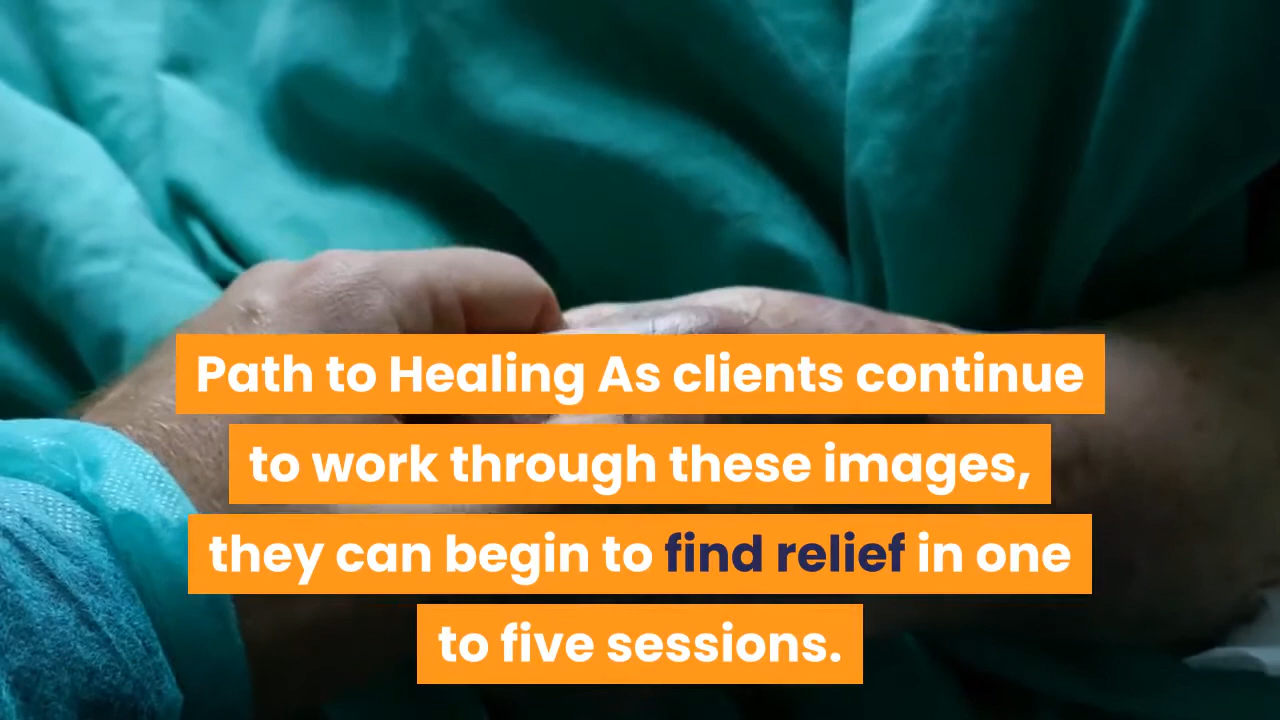 Path to Healing As clients continue
to work through these images,
they can begin to find relief in one
to five sessions.